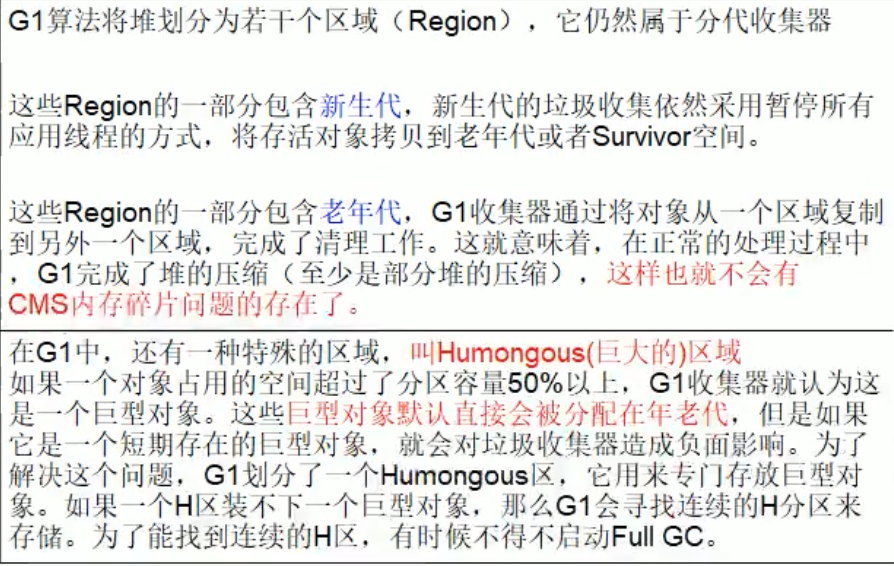 G1算法将堆划分为若干个区域（Region），它仍然属于分代收集器
这些Region的一部分包含新生代，新生代的垃圾收集依然采用暂停所有
应用线程的方式，将存活对象拷贝到老年代或者Survivor空间。
这些Region的一部分包含老年代，G1收集器通过将对象从一个区域复制
到另外一个区域，完成了清理工作。这就意味着，在正常的处理过程中
，G1完成了堆的压缩（至少是部分堆的压缩），这样也就不会有
CMS内存碎片问题的存在了。
在G1中，还有一种特殊的区域，叫Humongous(巨大的)区域
如果一个对象占用的空间超过了分区容量50%以上，G1收集器就认为这
是一个巨型对象。这些巨型对象默认直接会被分配在年老代，但是如果
它是一个短期存在的巨型对象，就会对垃圾收集器造成负面影响。为了
解决这个问题，G1划分了一个Humongous区，它用来专门存放巨型对
象。如果一个H区装不下一个巨型对象，那么G1会寻找连续的H分区来
存储。为了能找到连续的H区，有时候不得不启动Full GC。